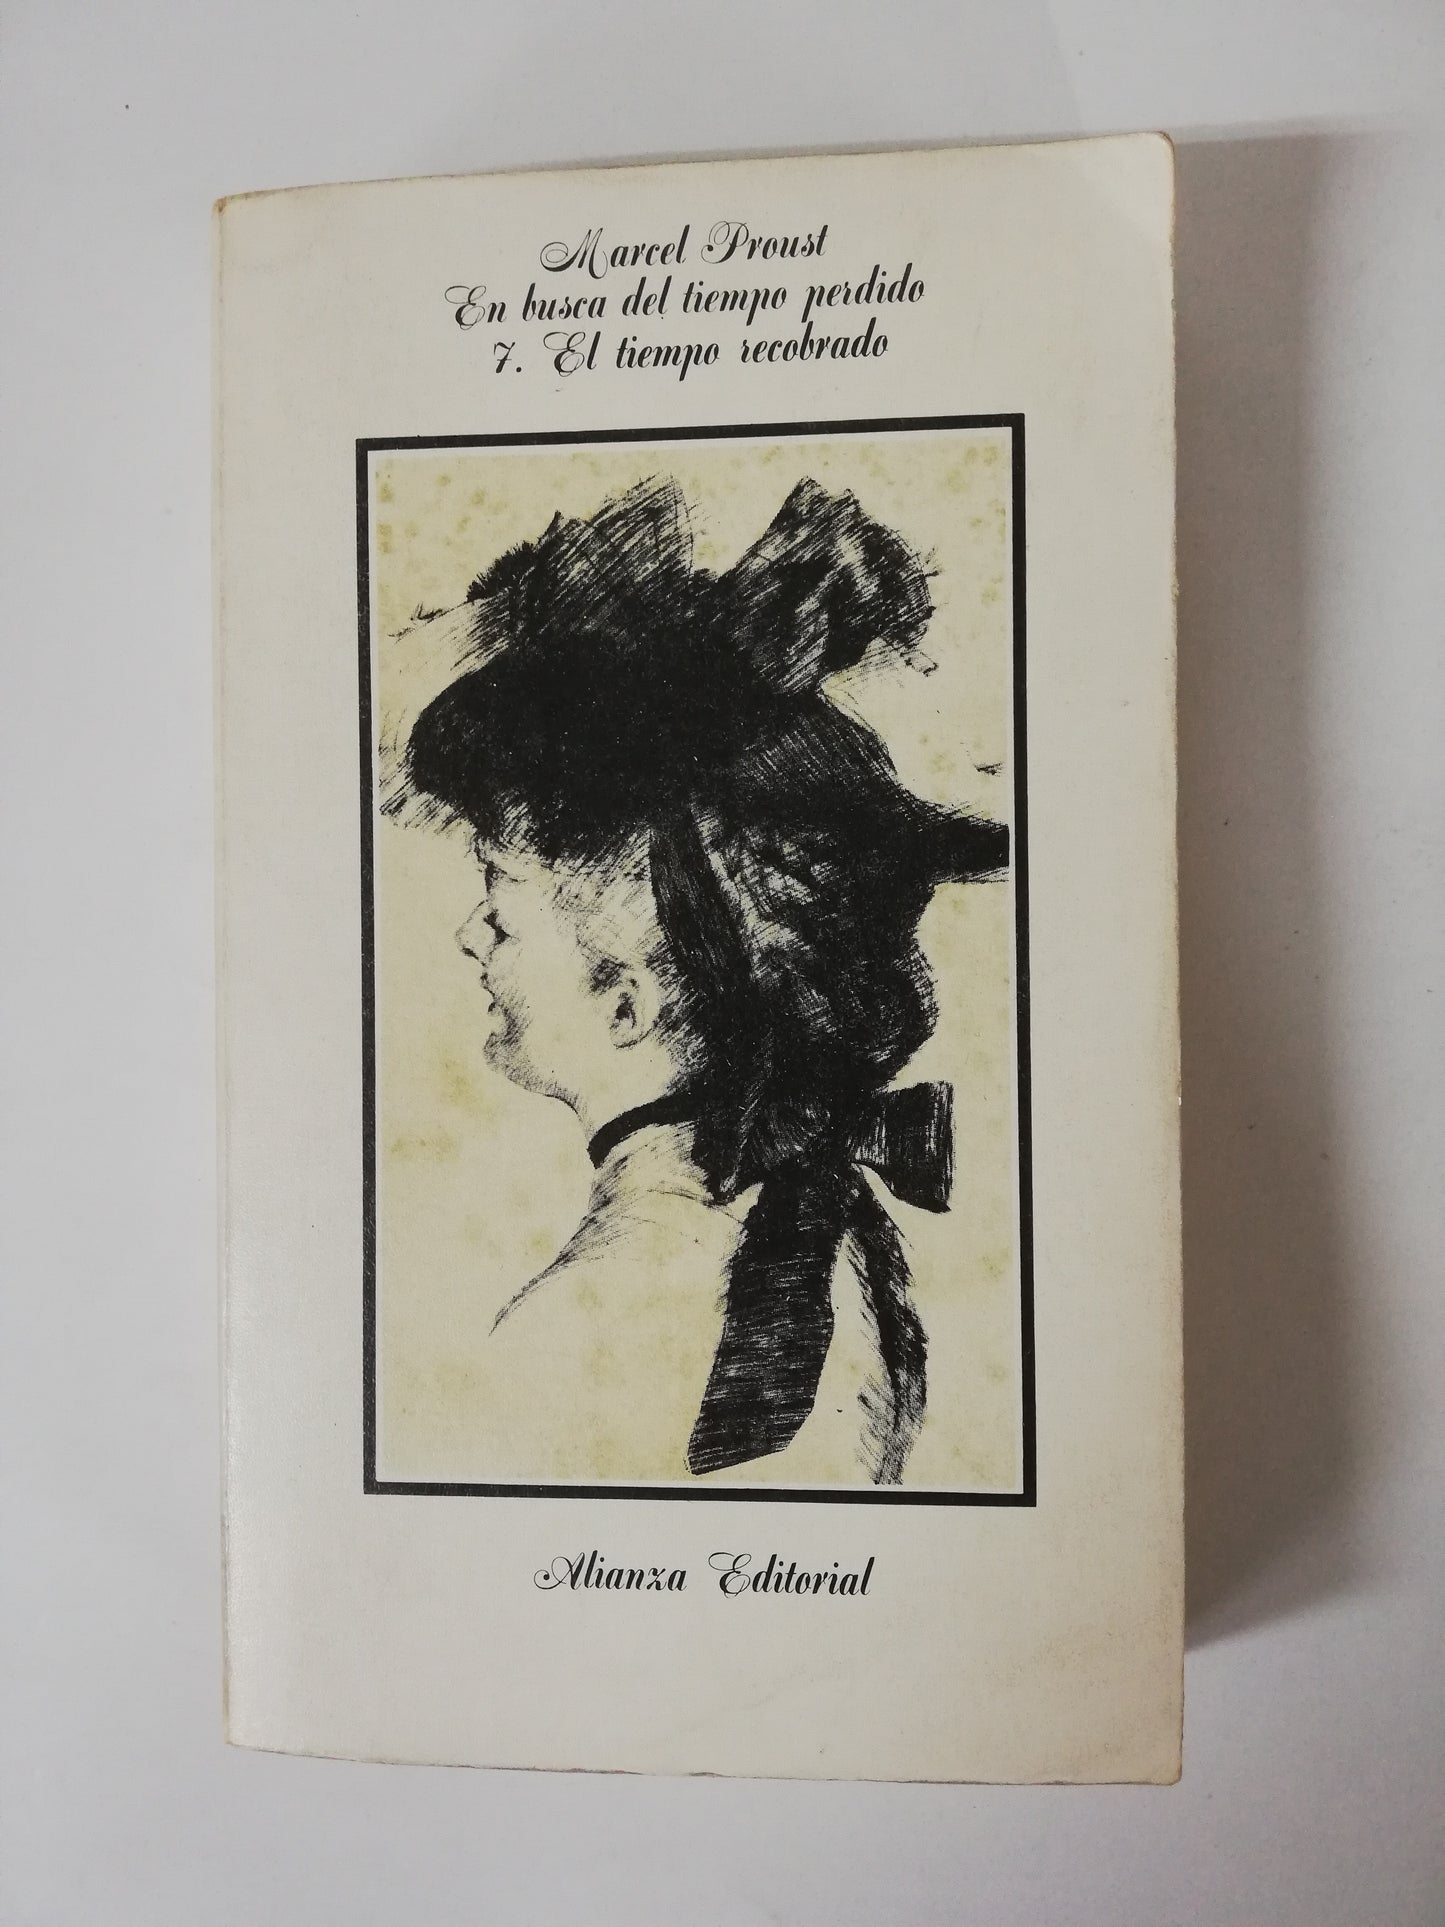 Marcel Proust
En busca del tiempo perdido
7. El tiempo recobrado
Alianza Editorial